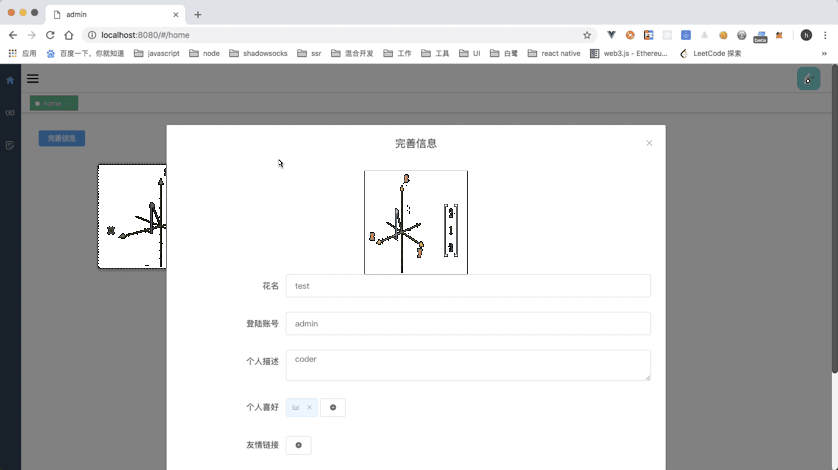 admin
localhost:8080/#/home
应用 百度一下，你就知道 javascript node shadowsocks ssr 混合开发 工作 工具 UI 白鹭 react native web3.js - Ethereu... LeetCode 探索 »
beta
h
home
完善信息
完善信息
花名 test
登陆账号 admin
个人描述 coder
个人喜好
友情链接